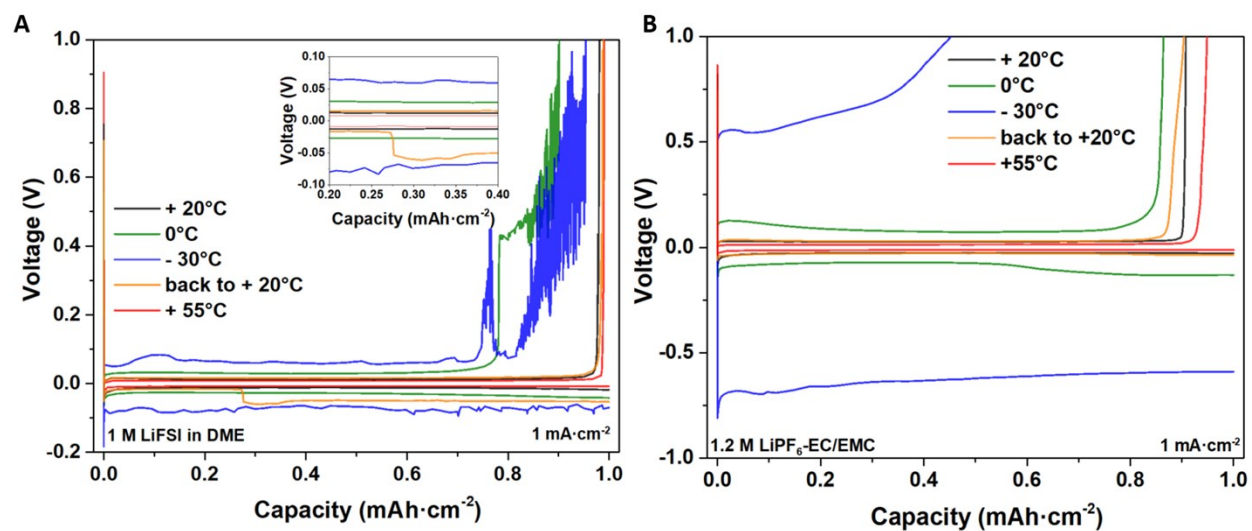 A
Voltage (V)
1.0
0.8
0.6
0.4
0.2
0.0
-0.2
0.0
0.2
0.4
0.6
0.8
1.0
Capacity (mAh·cm-2)
+ 20°C
0°C
- 30°C
back to + 20°C
+ 55°C
1 M LiFSI in DME
1 mA·cm-2
Voltage (V)
0.10
0.05
0.00
-0.05
-0.10
0.20
0.25
0.30
0.35
0.40
Capacity (mAh·cm-2)
B
Voltage (V)
1.0
0.5
0.0
-0.5
-1.0
0.0
0.2
0.4
0.6
0.8
1.0
Capacity (mAh·cm-2)
+ 20°C
0°C
- 30°C
back to +20°C
+55°C
1.2 M LiPF6-EC/EMC
1 mA·cm-2